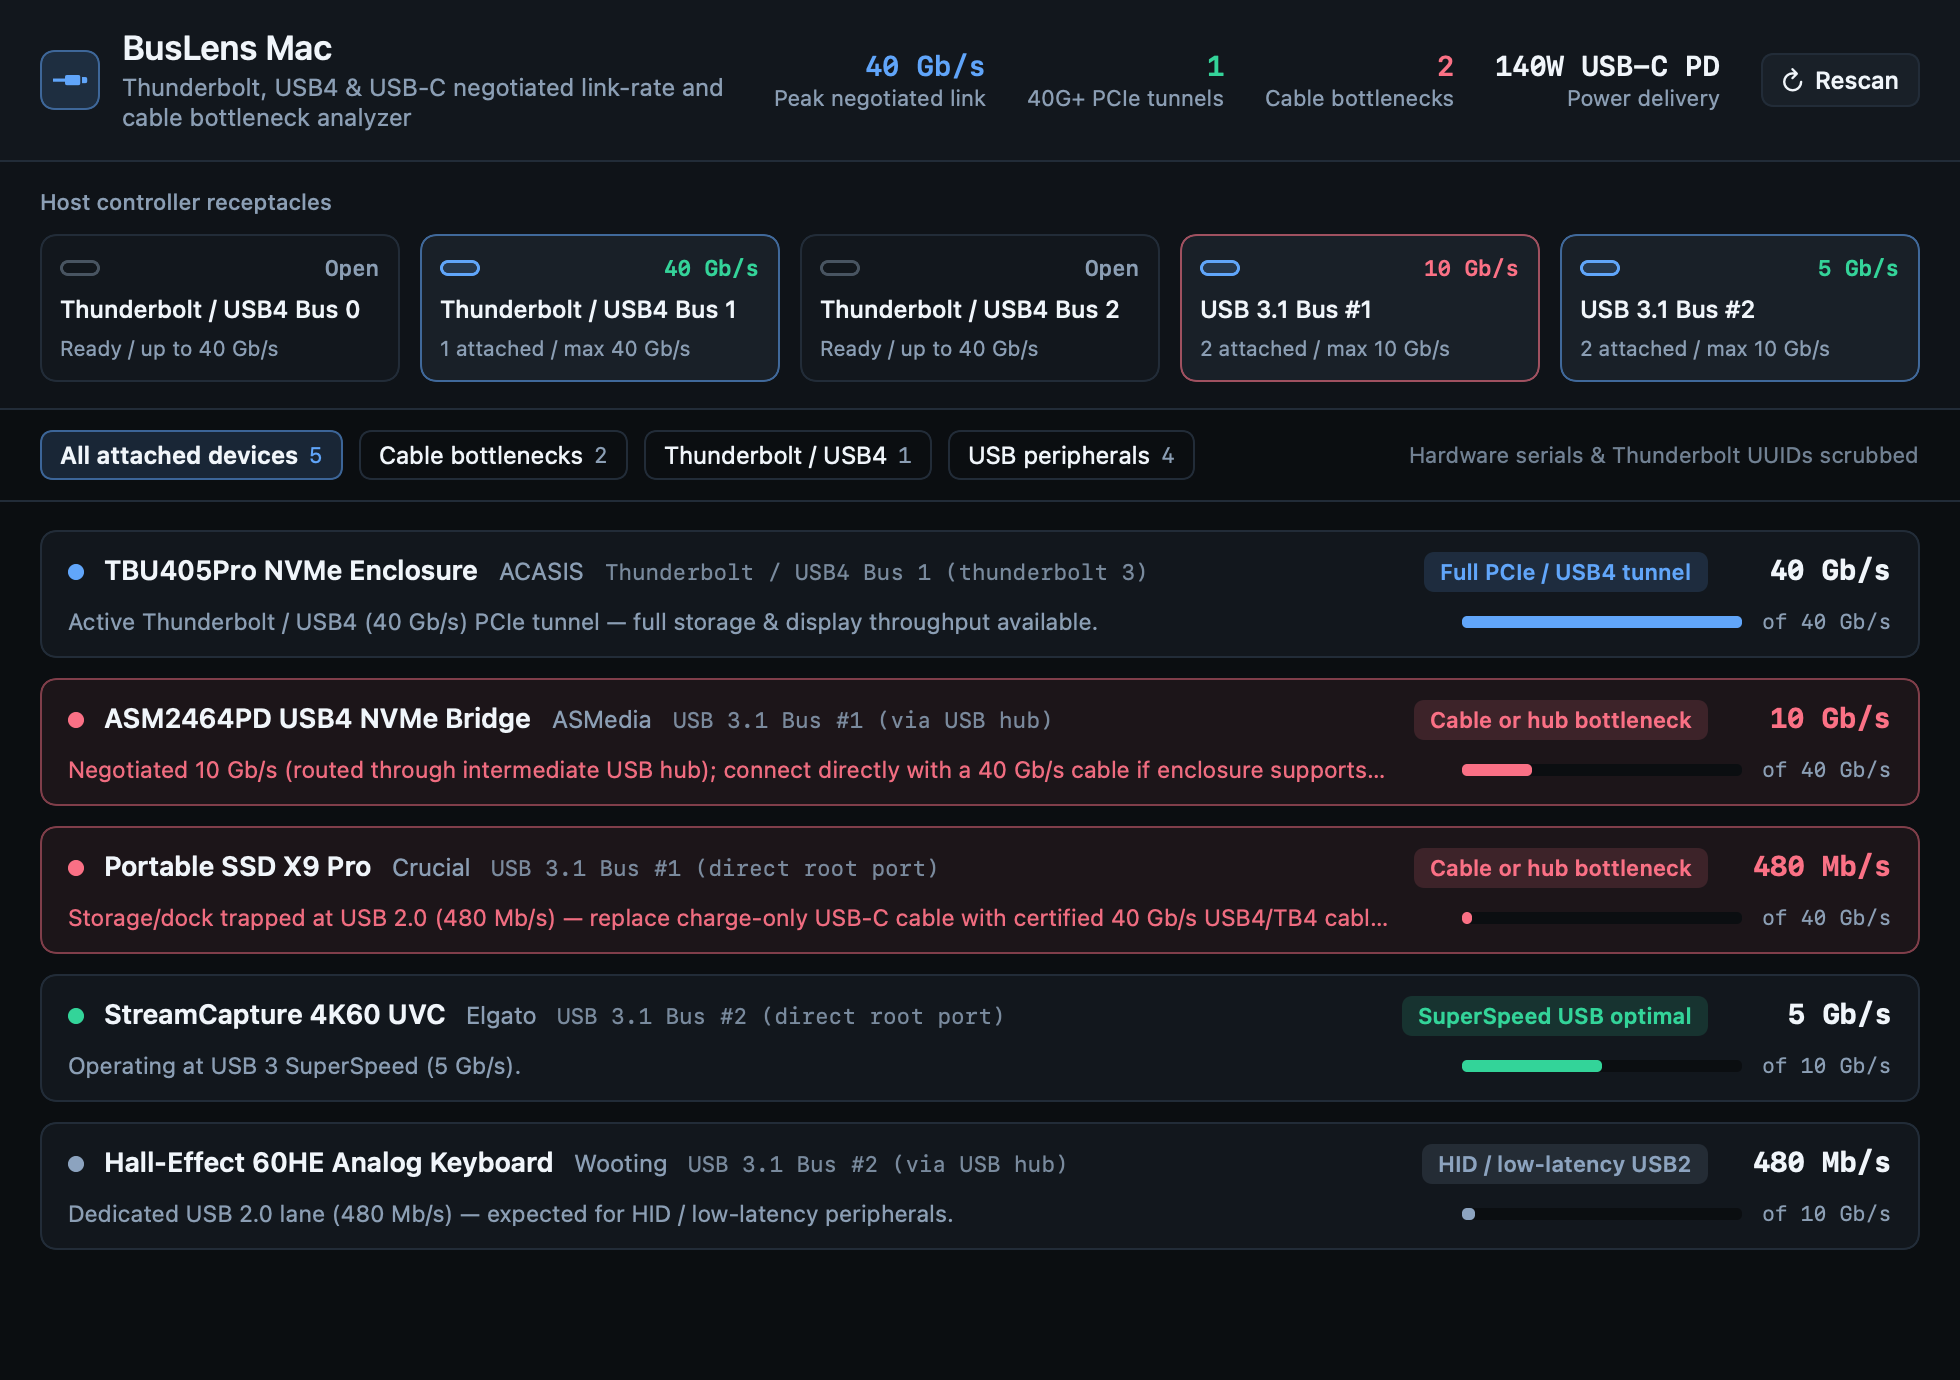 BusLens Mac
Thunderbolt, USB4 & USB-C negotiated link-rate and
cable bottleneck analyzer
40 Gb/s
Peak negotiated link
1
40G+ PCIe tunnels
2
Cable bottlenecks
140W USB-C PD
Power delivery
Rescan
Host controller receptacles
Open
Thunderbolt / USB4 Bus 0
Ready / up to 40 Gb/s
40 Gb/s
Thunderbolt / USB4 Bus 1
1 attached / max 40 Gb/s
Open
Thunderbolt / USB4 Bus 2
Ready / up to 40 Gb/s
10 Gb/s
USB 3.1 Bus #1
2 attached / max 10 Gb/s
5 Gb/s
USB 3.1 Bus #2
2 attached / max 10 Gb/s
All attached devices 5
Cable bottlenecks 2
Thunderbolt / USB4 1
USB peripherals 4
Hardware serials & Thunderbolt UUIDs scrubbed
TBU405Pro NVMe Enclosure ACASIS Thunderbolt / USB4 Bus 1 (thunderbolt 3) Full PCIe / USB4 tunnel 40 Gb/s
Active Thunderbolt / USB4 (40 Gb/s) PCIe tunnel — full storage & display throughput available. of 40 Gb/s
ASM2464PD USB4 NVMe Bridge ASMedia USB 3.1 Bus #1 (via USB hub) Cable or hub bottleneck 10 Gb/s
Negotiated 10 Gb/s (routed through intermediate USB hub); connect directly with a 40 Gb/s cable if enclosure supports... of 40 Gb/s
Portable SSD X9 Pro Crucial USB 3.1 Bus #1 (direct root port) Cable or hub bottleneck 480 Mb/s
Storage/dock trapped at USB 2.0 (480 Mb/s) — replace charge-only USB-C cable with certified 40 Gb/s USB4/TB4 cabl... of 40 Gb/s
StreamCapture 4K60 UVC Elgato USB 3.1 Bus #2 (direct root port) SuperSpeed USB optimal 5 Gb/s
Operating at USB 3 SuperSpeed (5 Gb/s). of 10 Gb/s
Hall-Effect 60HE Analog Keyboard Wooting USB 3.1 Bus #2 (via USB hub) HID / low-latency USB2 480 Mb/s
Dedicated USB 2.0 lane (480 Mb/s) — expected for HID / low-latency peripherals. of 10 Gb/s